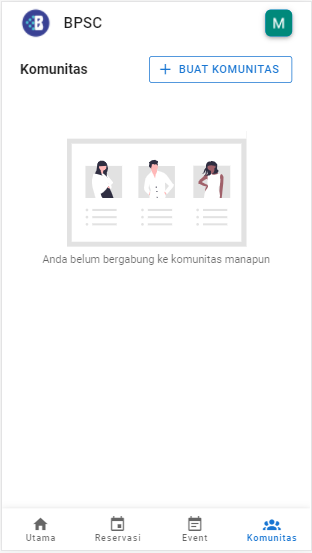 BPSC
M
Komunitas
+ BUAT KOMUNITAS
Anda belum bergabung ke komunitas manapun
Utama
Reservasi
Event
Komunitas